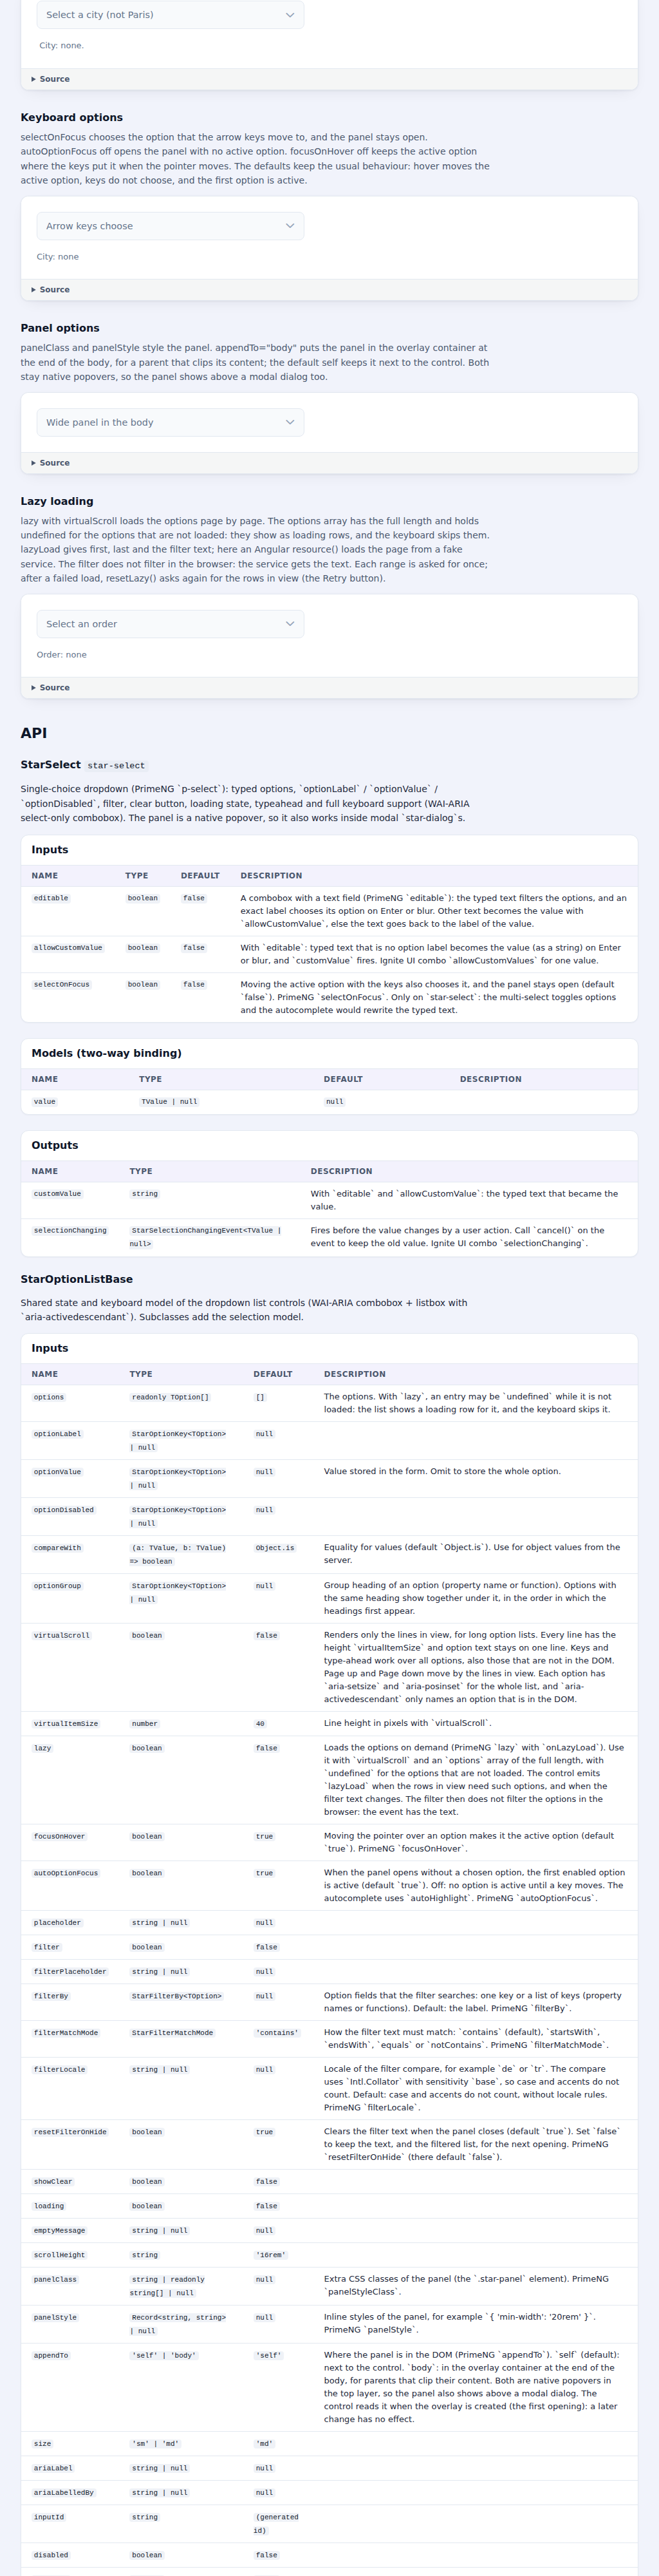 Select a city (not Paris)
City: none.
Source
Keyboard options
selectOnFocus chooses the option that the arrow keys move to, and the panel stays open.
autoOptionFocus off opens the panel with no active option. focusOnHover off keeps the active option
where the keys put it when the pointer moves. The defaults keep the usual behaviour: hover moves the
active option, keys do not choose, and the first option is active.
Arrow keys choose
City: none
Source
Panel options
panelClass and panelStyle style the panel. appendTo="body" puts the panel in the overlay container at
the end of the body, for a parent that clips its content; the default self keeps it next to the control. Both
stay native popovers, so the panel shows above a modal dialog too.
Wide panel in the body
Source
Lazy loading
lazy with virtualScroll loads the options page by page. The options array has the full length and holds
undefined for the options that are not loaded: they show as loading rows, and the keyboard skips them.
lazyLoad gives first, last and the filter text; here an Angular resource() loads the page from a fake
service. The filter does not filter in the browser: the service gets the text. Each range is asked for once;
after a failed load, resetLazy() asks again for the rows in view (the Retry button).
Select an order
Order: none
Source
API
StarSelect star-select
Single-choice dropdown (PrimeNG `p-select`): typed options, `optionLabel` / `optionValue` /
`optionDisabled`, filter, clear button, loading state, typeahead and full keyboard support (WAI-ARIA
select-only combobox). The panel is a native popover, so it also works inside modal `star-dialog`s.
Inputs
NAME TYPE DEFAULT DESCRIPTION
editable boolean false A combobox with a text field (PrimeNG `editable`): the typed text filters the options, and an
exact label chooses its option on Enter or blur. Other text becomes the value with
`allowCustomValue`, else the text goes back to the label of the value.
allowCustomValue boolean false With `editable`: typed text that is no option label becomes the value (as a string) on Enter
or blur, and `customValue` fires. Ignite UI combo `allowCustomValues` for one value.
selectOnFocus boolean false Moving the active option with the keys also chooses it, and the panel stays open (default
`false`). PrimeNG `selectOnFocus`. Only on `star-select`: the multi-select toggles options
and the autocomplete would rewrite the typed text.
Models (two-way binding)
NAME TYPE DEFAULT DESCRIPTION
value TValue | null null
Outputs
NAME TYPE DESCRIPTION
customValue string With `editable` and `allowCustomValue`: the typed text that became the
value.
selectionChanging StarSelectionChangingEvent<TValue | Fires before the value changes by a user action. Call `cancel()` on the
null> event to keep the old value. Ignite UI combo `selectionChanging`.
StarOptionListBase
Shared state and keyboard model of the dropdown list controls (WAI-ARIA combobox + listbox with
`aria-activedescendant`). Subclasses add the selection model.
Inputs
NAME TYPE DEFAULT DESCRIPTION
options readonly TOption[] [] The options. With `lazy`, an entry may be `undefined` while it is not
loaded: the list shows a loading row for it, and the keyboard skips it.
optionLabel StarOptionKey<TOption> null
| null
optionValue StarOptionKey<TOption> null Value stored in the form. Omit to store the whole option.
| null
optionDisabled StarOptionKey<TOption> null
| null
compareWith (a: TValue, b: TValue) Object.is Equality for values (default `Object.is`). Use for object values from the
=> boolean server.
optionGroup StarOptionKey<TOption> null Group heading of an option (property name or function). Options with
| null the same heading show together under it, in the order in which the
headings first appear.
virtualScroll boolean false Renders only the lines in view, for long option lists. Every line has the
height `virtualItemSize` and option text stays on one line. Keys and
type-ahead work over all options, also those that are not in the DOM.
Page up and Page down move by the lines in view. Each option has
`aria-setsize` and `aria-posinset` for the whole list, and `aria-
activedescendant` only names an option that is in the DOM.
virtualItemSize number 40 Line height in pixels with `virtualScroll`.
lazy boolean false Loads the options on demand (PrimeNG `lazy` with `onLazyLoad`). Use
it with `virtualScroll` and an `options` array of the full length, with
`undefined` for the options that are not loaded. The control emits
`lazyLoad` when the rows in view need such options, and when the
filter text changes. The filter then does not filter the options in the
browser: the event has the text.
focusOnHover boolean true Moving the pointer over an option makes it the active option (default
`true`). PrimeNG `focusOnHover`.
autoOptionFocus boolean true When the panel opens without a chosen option, the first enabled option
is active (default `true`). Off: no option is active until a key moves. The
autocomplete uses `autoHighlight`. PrimeNG `autoOptionFocus`.
placeholder string | null null
filter boolean false
filterPlaceholder string | null null
filterBy StarFilterBy<TOption> null Option fields that the filter searches: one key or a list of keys (property
names or functions). Default: the label. PrimeNG `filterBy`.
filterMatchMode StarFilterMatchMode 'contains' How the filter text must match: `contains` (default), `startsWith`,
`endsWith`, `equals` or `notContains`. PrimeNG `filterMatchMode`.
filterLocale string | null null Locale of the filter compare, for example `de` or `tr`. The compare
uses `Intl.Collator` with sensitivity `base`, so case and accents do not
count. Default: case and accents do not count, without locale rules.
PrimeNG `filterLocale`.
resetFilterOnHide boolean true Clears the filter text when the panel closes (default `true`). Set `false`
to keep the text, and the filtered list, for the next opening. PrimeNG
`resetFilterOnHide` (there default `false`).
showClear boolean false
loading boolean false
emptyMessage string | null null
scrollHeight string '16rem'
panelClass string | readonly null Extra CSS classes of the panel (the `.star-panel` element). PrimeNG
string[] | null `panelStyleClass`.
panelStyle Record<string, string> null Inline styles of the panel, for example `{ 'min-width': '20rem' }`.
| null PrimeNG `panelStyle`.
appendTo 'self' | 'body' 'self' Where the panel is in the DOM (PrimeNG `appendTo`). `self` (default):
next to the control. `body`: in the overlay container at the end of the
body, for parents that clip their content. Both are native popovers in
the top layer, so the panel also shows above a modal dialog. The
control reads it when the overlay is created (the first opening): a later
change has no effect.
size 'sm' | 'md' 'md'
ariaLabel string | null null
ariaLabelledBy string | null null
inputId string (generated
id)
disabled boolean false